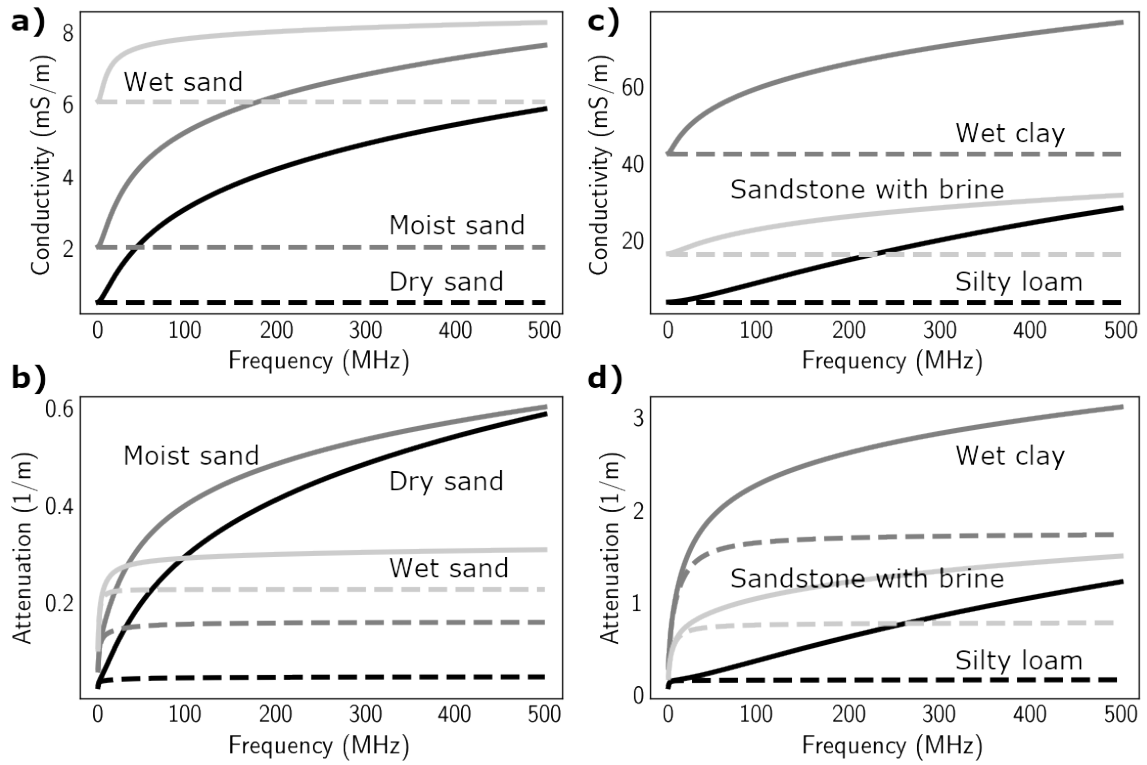 a)
8
6
4
2
Conductivity (mS/m)
Wet sand
Moist sand
Dry sand
0 100 200 300 400 500
Frequency (MHz)
c)
60
40
20
Conductivity (mS/m)
Wet clay
Sandstone with brine
Silty loam
0 100 200 300 400 500
Frequency (MHz)
b)
0.6
0.4
0.2
Attenuation (1/m)
Moist sand
Dry sand
Wet sand
0 100 200 300 400 500
Frequency (MHz)
d)
3
2
1
0
Attenuation (1/m)
Wet clay
Sandstone with brine
Silty loam
0 100 200 300 400 500
Frequency (MHz)